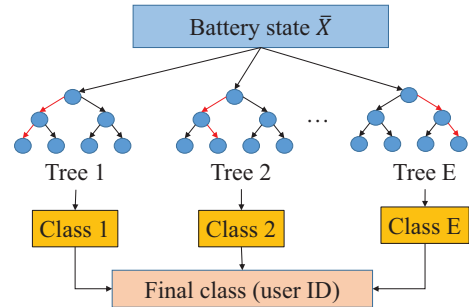 Battery state X̄
...
Tree 1 Tree 2 Tree E
Class 1 Class 2 Class E
Final class (user ID)